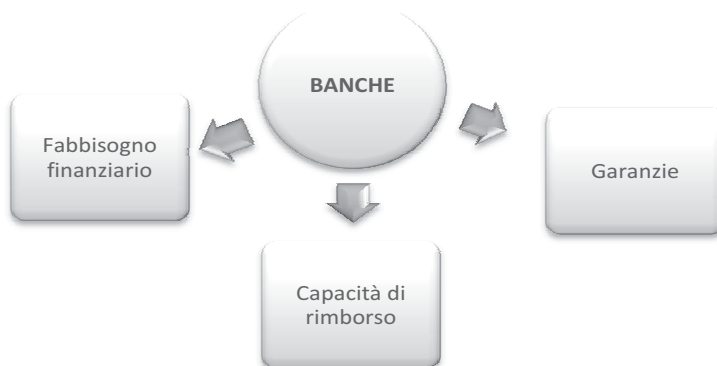 BANCHE
Fabbisogno
finanziario
Garanzie
Capacità di
rimborso